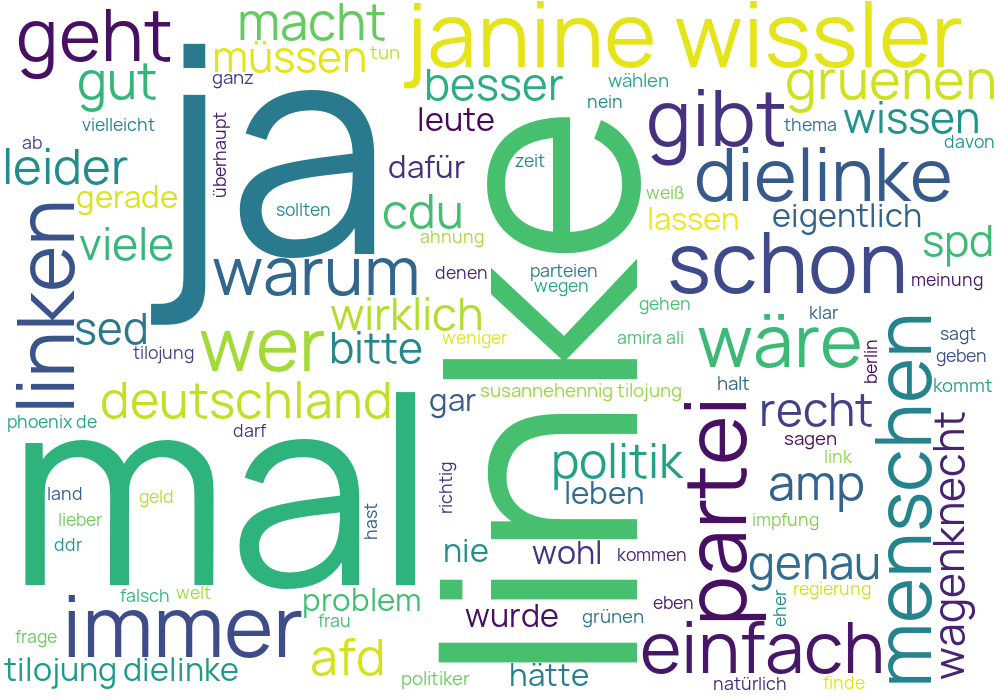 geht
macht
janine wissler
müssen
tun
gut
ganz
besser
wählen
gruenen
nein
leute
gibt
thema
wissen
vielleicht
überhaupt
ja
davon
ab
leider
dafür
zeit
dielinke
weiß
gerade
sollten
cdu
lassen
eigentlich
linken
viele
ahnung
schon
spd
warum
denen
parteien
wegen
meinung
sed
wirklich
gehen
klar
tilojung
wer
bitte
weniger
amira ali
wäre
berlin
sagt
geben
deutschland
gar
susannehennig tilojung
halt
kommt
phoenix de
darf
linke
partei
recht
menschen
wagenknecht
mal
sagen
politik
link
land
geld
richtig
leben
amp
lieber
hast
impfung
ddr
nie
wohl
kommen
genau
falsch
welt
problem
wurde
grünen
eben
eher
regierung
immer
frau
frage
afd
einfach
tilojung dielinke
politiker
hätte
natürlich
finde